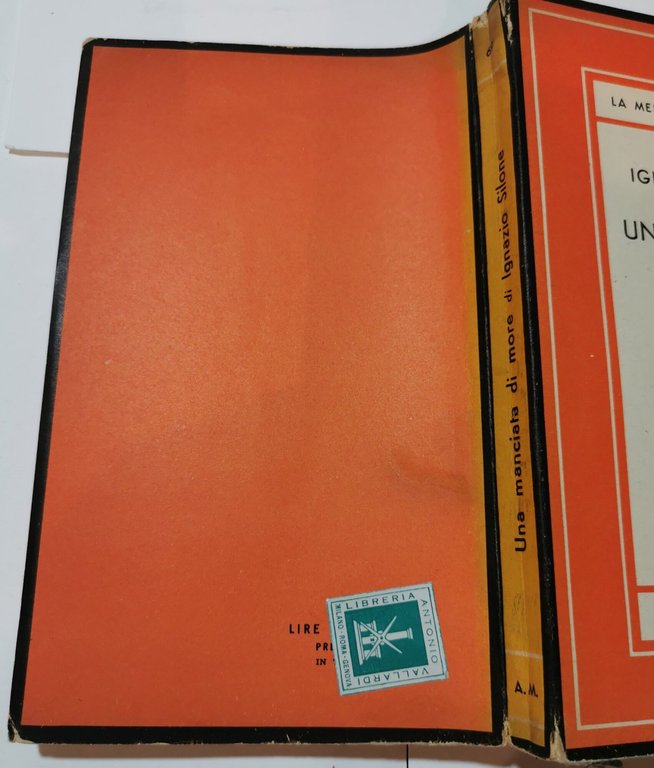 LIRE
IN
LIBRERIA
ANTONIO
VALLARDI
MILANO - ROMA - GENOVA
Una manciata di more di Ignazio Silone
A. M.
LA ME
IG
UN